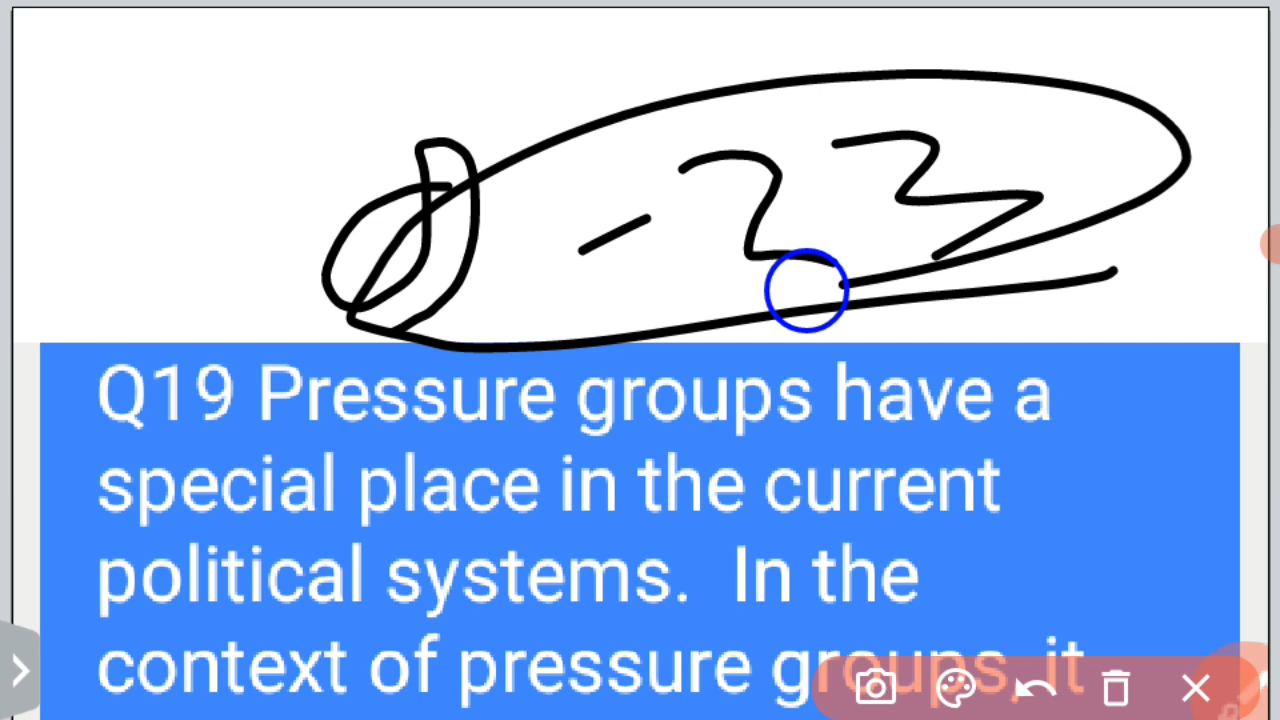 Q19 Pressure groups have a
special place in the current
political systems. In the
context of pressure groups, it